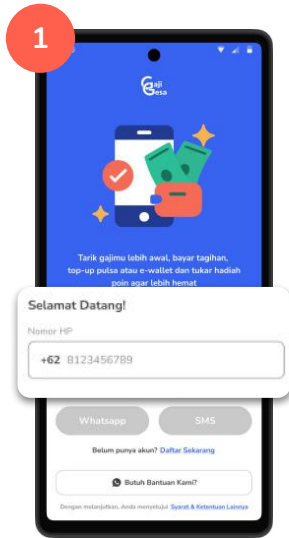 1
Gaji
Gesa
Tarik gajimu lebih awal, bayar tagihan,
top-up pulsa atau e-wallet dan tukar hadiah
poin agar lebih hemat
Selamat Datang!
Nomor HP
+62 8123456789
Whatsapp SMS
Belum punya akun? Daftar Sekarang
Butuh Bantuan Kami?
Dengan melanjutkan, Anda menyetujui Syarat & Ketentuan Lainnya